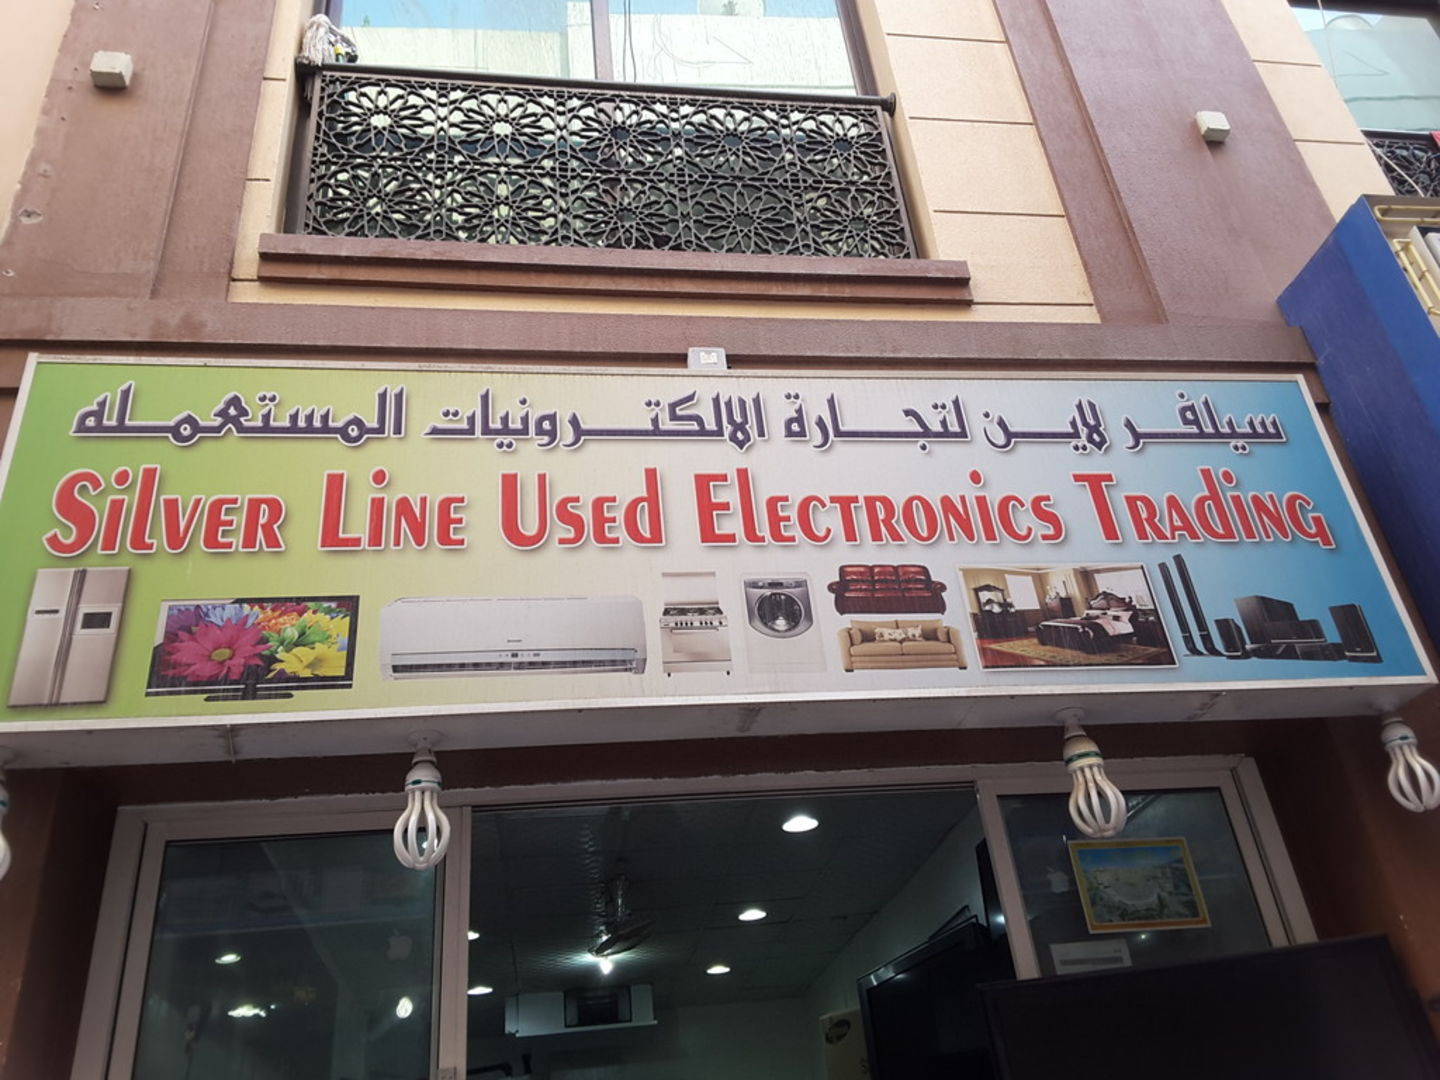 سيلفر لاين لتجارة الالكترونيات المستعمله
Silver Line Used Electronics Trading